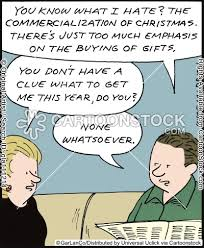 YOU KNOW WHAT I HATE? THE
COMMERCIALIZATION OF CHRISTMAS.
THERE'S JUST TOO MUCH EMPHASIS
ON THE BUYING OF GIFTS.
YOU DON'T HAVE A
CLUE WHAT TO GET
ME THIS YEAR, DO YOU?
CARTOONSTOCK
.com
NONE
WHATSOEVER.
©GarLanCo/Distributed by Universal Uclick via Cartoonstock